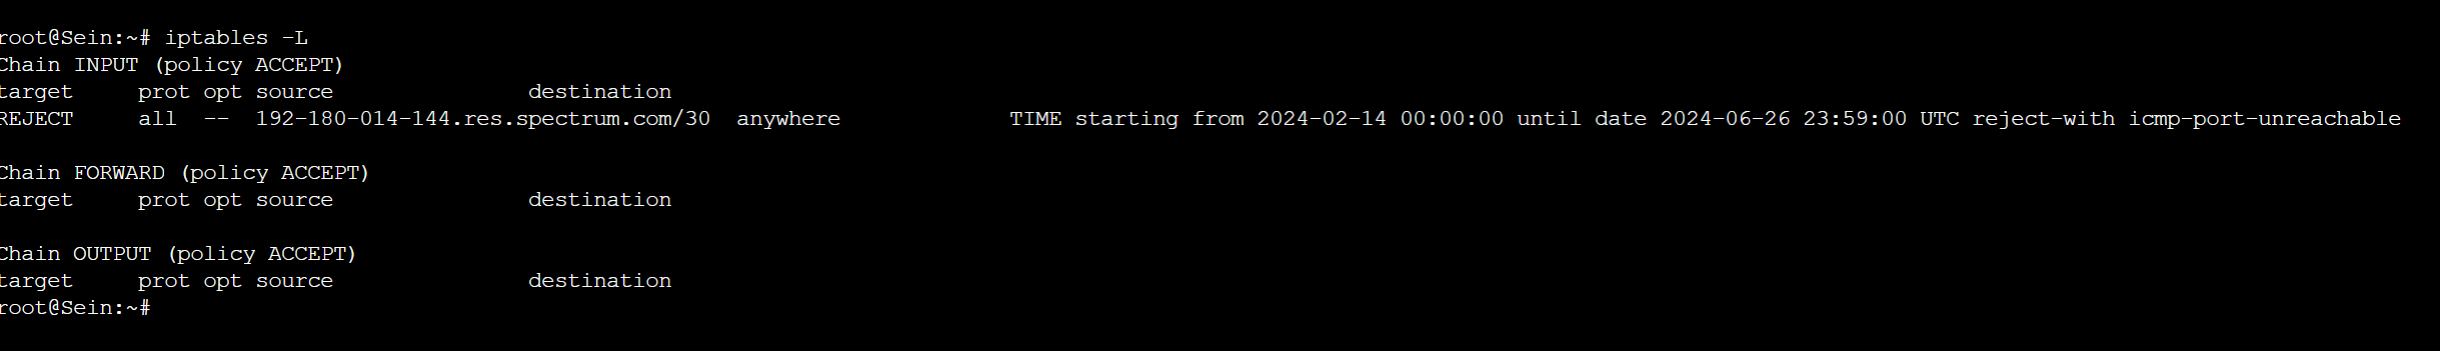 root@Sein:~# iptables -L
Chain INPUT (policy ACCEPT)
target     prot opt source               destination
REJECT     all  --  192-180-014-144.res.spectrum.com/30  anywhere             TIME starting from 2024-02-14 00:00:00 until date 2024-06-26 23:59:00 UTC reject-with icmp-port-unreachable
Chain FORWARD (policy ACCEPT)
target     prot opt source               destination
Chain OUTPUT (policy ACCEPT)
target     prot opt source               destination
root@Sein:~#